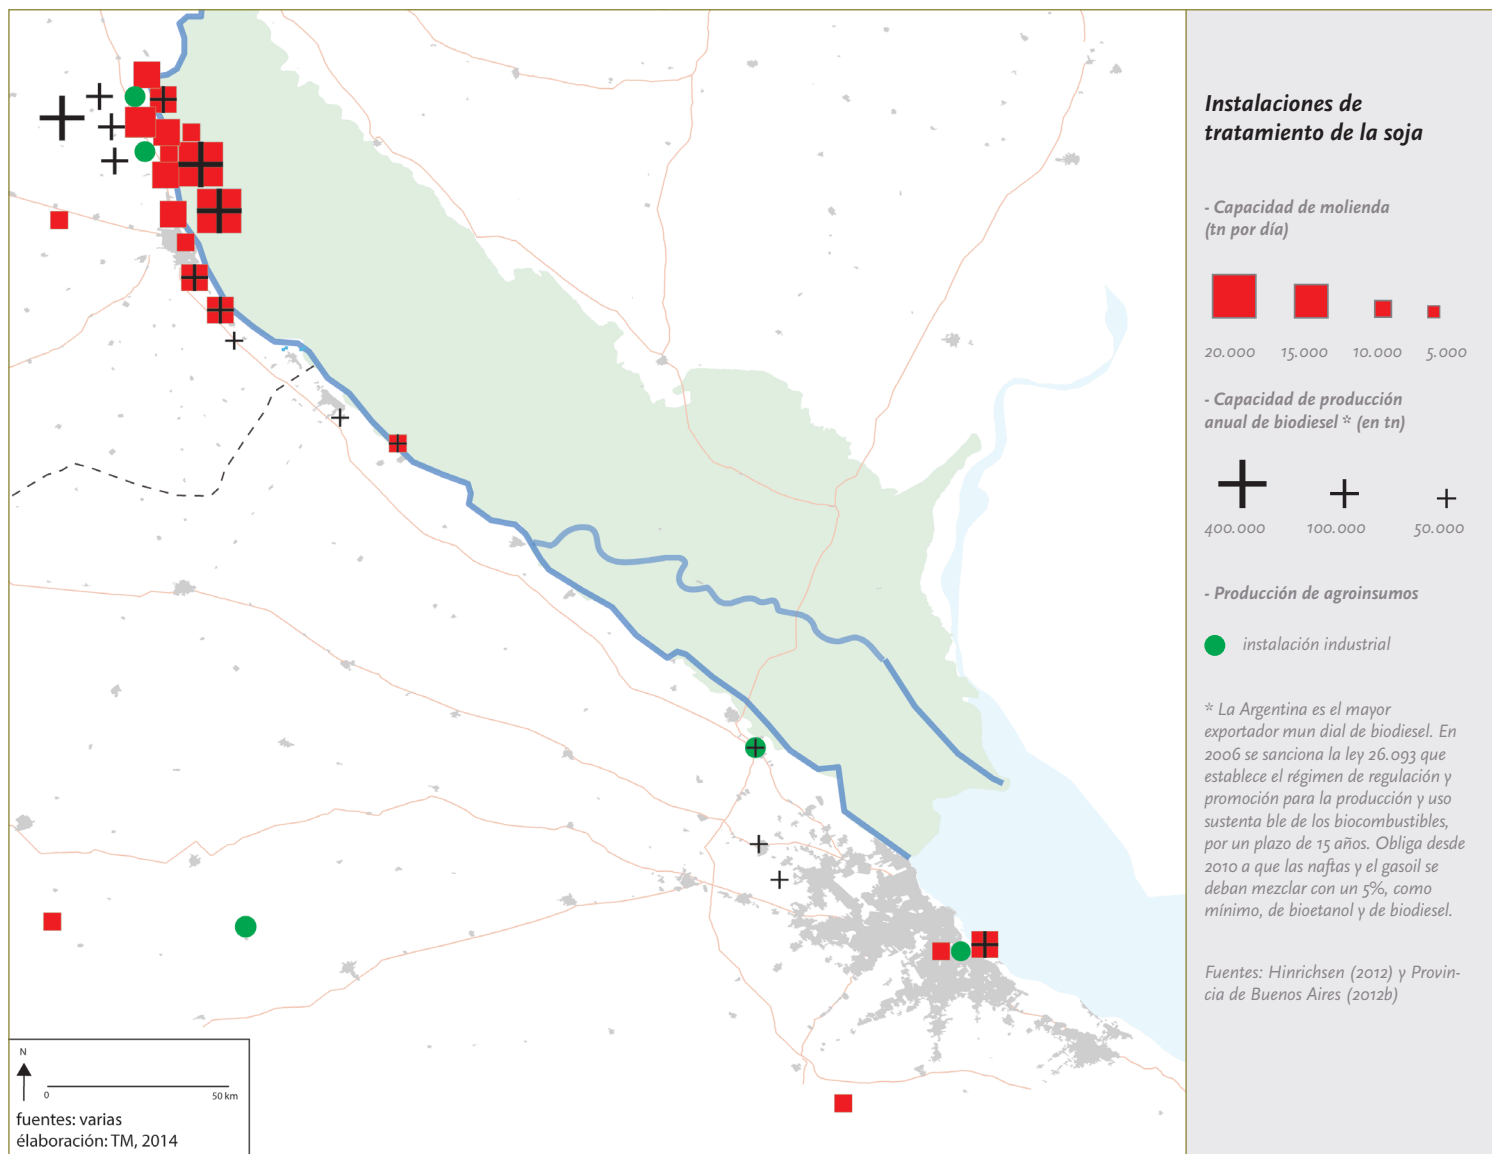 Instalaciones de
tratamiento de la soja
- Capacidad de molienda
(tn por día)
20.000 15.000 10.000 5.000
- Capacidad de producción
anual de biodiesel * (en tn)
400.000 100.000 50.000
- Producción de agroinsumos
instalación industrial
* La Argentina es el mayor
exportador mun dial de biodiesel. En
2006 se sanciona la ley 26.093 que
establece el régimen de regulación y
promoción para la producción y uso
sustenta ble de los biocombustibles,
por un plazo de 15 años. Obliga desde
2010 a que las naftas y el gasoil se
deban mezclar con un 5%, como
mínimo, de bioetanol y de biodiesel.
Fuentes: Hinrichsen (2012) y Provin-
cia de Buenos Aires (2012b)
N
0 50 km
fuentes: varias
élaboración: TM, 2014